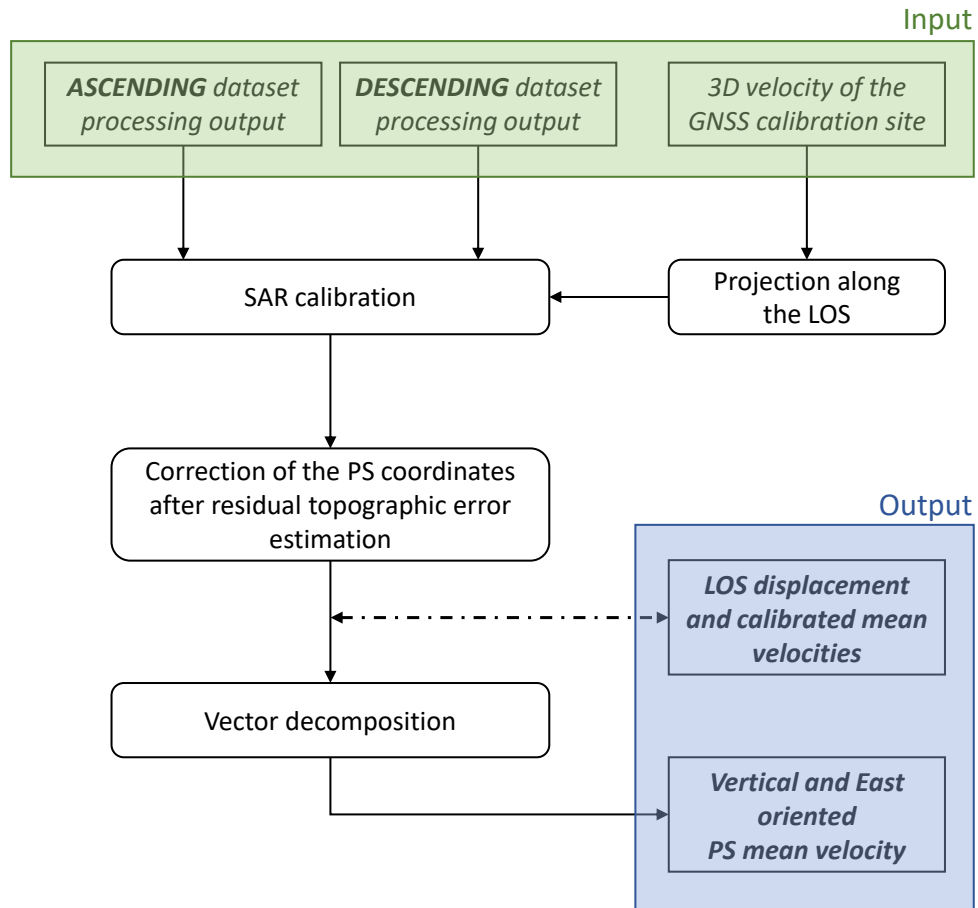 Input
ASCENDING dataset
processing output
DESCENDING dataset
processing output
3D velocity of the
GNSS calibration site
SAR calibration
Projection along
the LOS
Correction of the PS coordinates
after residual topographic error
estimation
Output
LOS displacement
and calibrated mean
velocities
Vector decomposition
Vertical and East
oriented
PS mean velocity